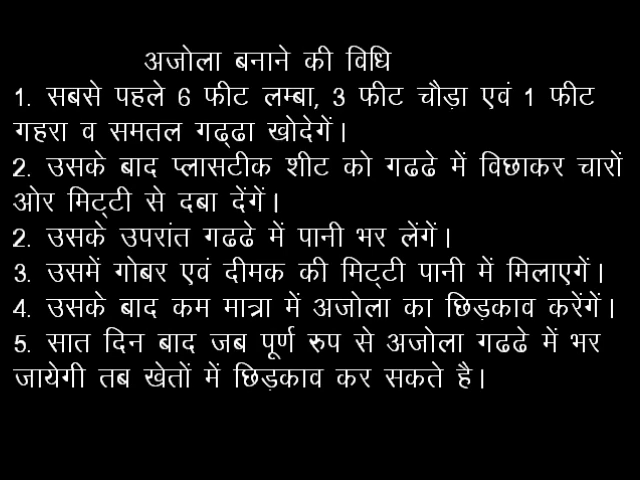 अजोला बनाने की विधि
1. सबसे पहले 6 फीट लम्बा, 3 फीट चौड़ा एवं 1 फीट
गहरा व समतल गढ्ढा खोदेगें।
2. उसके बाद प्लासटीक शीट को गढढे में विछाकर चारों
ओर मिट्टी से दबा देंगें।
2. उसके उपरांत गढढे में पानी भर लेंगें।
3. उसमें गोबर एवं दीमक की मिट्टी पानी में मिलाएगें।
4. उसके बाद कम मात्रा में अजोला का छिड़काव करेंगें।
5. सात दिन बाद जब पूर्ण रुप से अजोला गढढे में भर
जायेगी तब खेतों में छिड़काव कर सकते है।